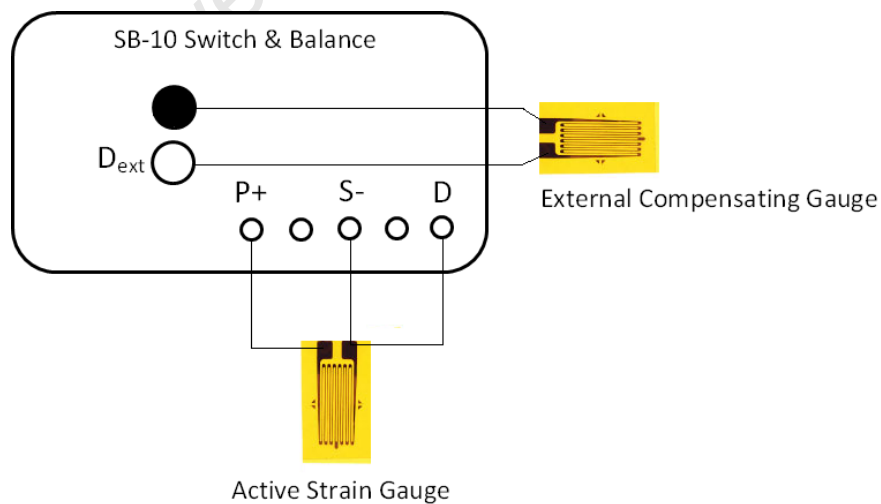 SB-10 Switch & Balance
Dext
P+ S- D
External Compensating Gauge
Active Strain Gauge